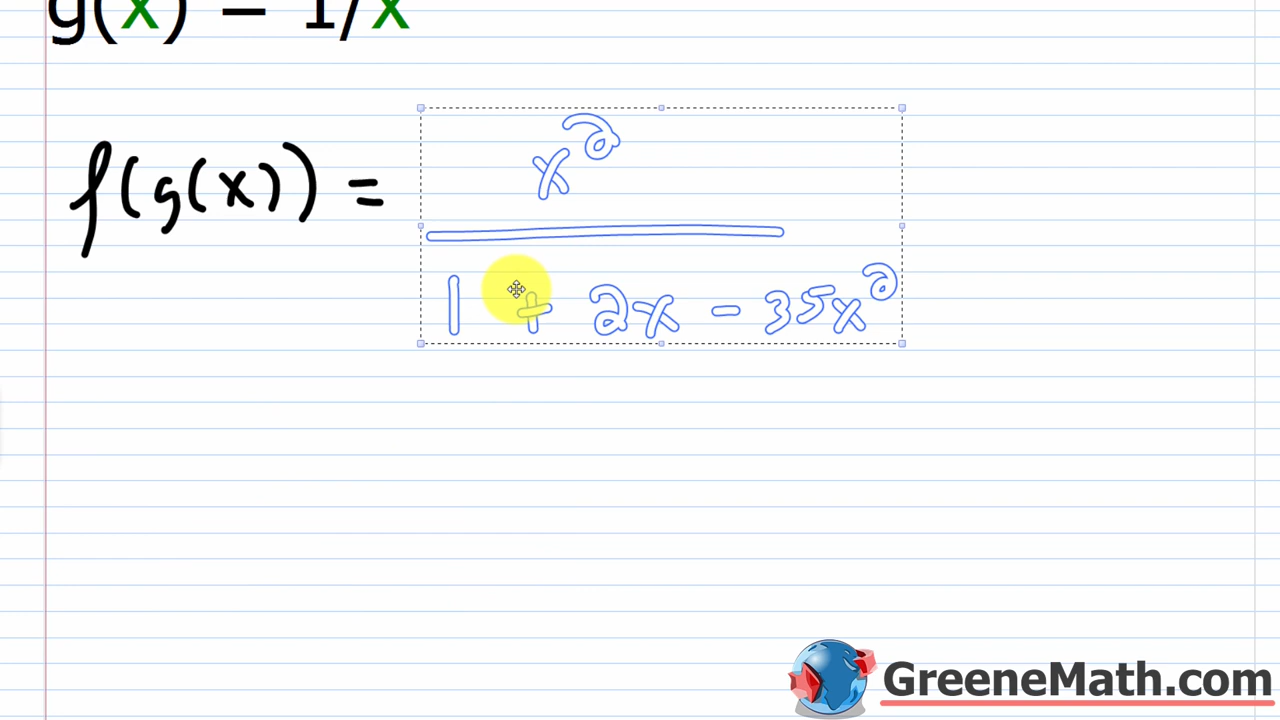 g(x) = 1/x
f(g(x)) =
x²
1 + 2x - 35x²
GreeneMath.com